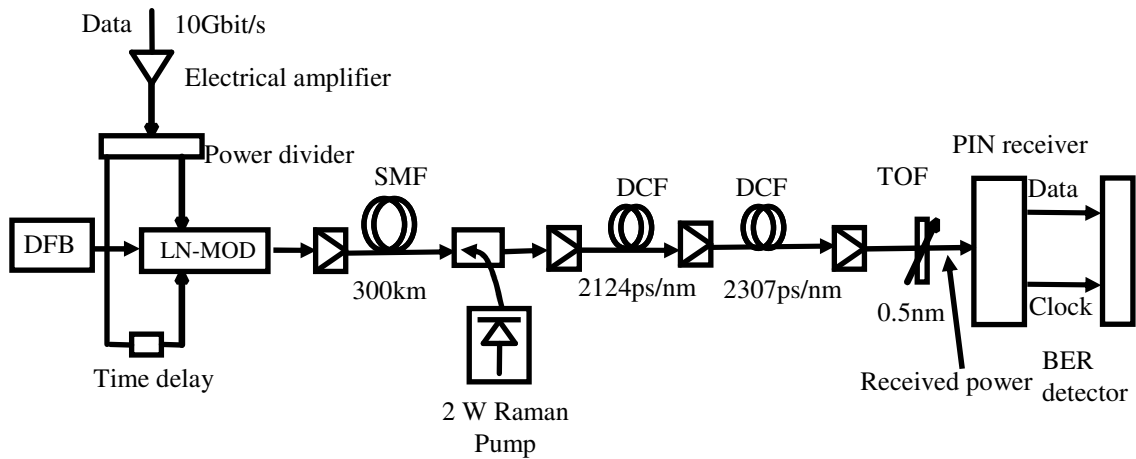 Data 10Gbit/s
Electrical amplifier
Power divider
PIN receiver
SMF
DCF
DCF
TOF
Data
DFB
LN-MOD
300km
2124ps/nm
2307ps/nm
0.5nm
Clock
Time delay
Received power
BER
detector
2 W Raman
Pump